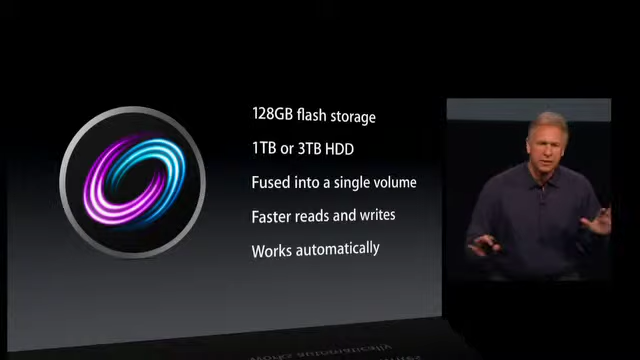 128GB flash storage
1TB or 3TB HDD
Fused into a single volume
Faster reads and writes
Works automatically